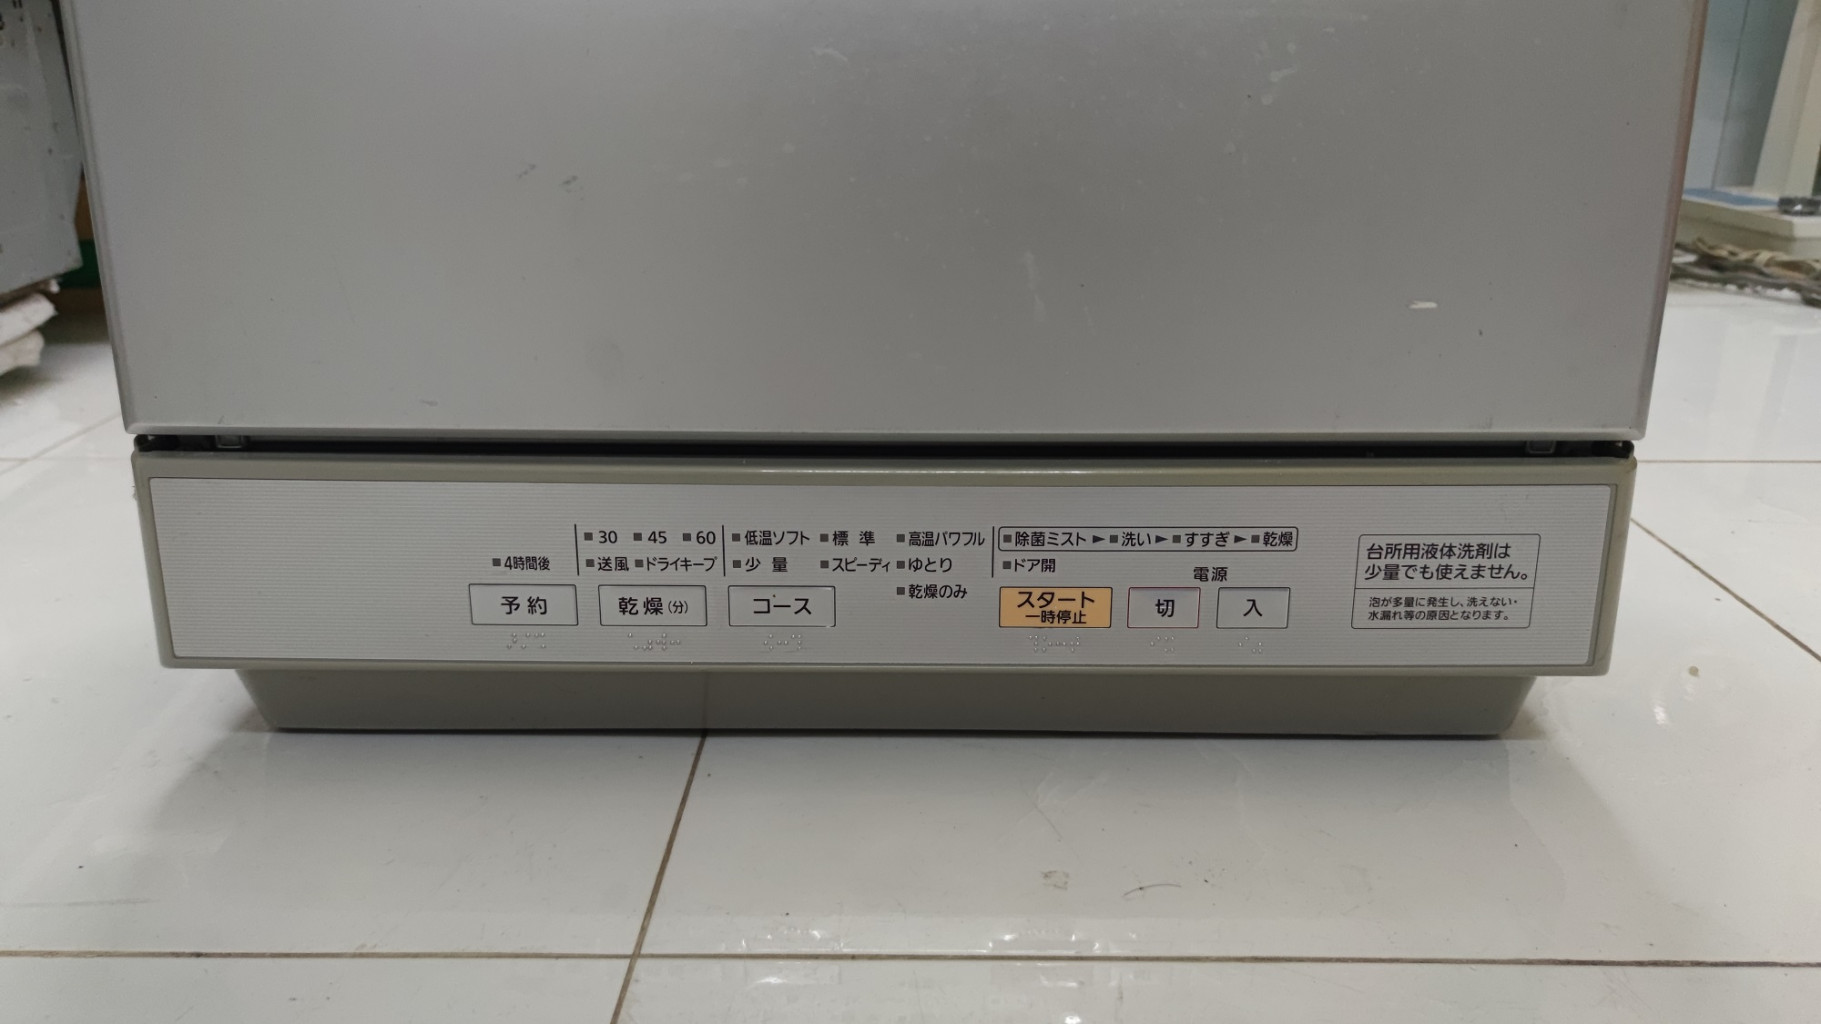 4時間後
30 45 60
送風 ドライキープ
低温ソフト 標準 高温パワフル
少量 スピーディ ゆとり
乾燥のみ
除菌ミスト ▶ 洗い ▶ すすぎ ▶ 乾燥
ドア開
電源
予約
乾燥(分)
コース
スタート
一時停止
切
入
台所用液体洗剤は
少量でも使えません。
泡が多量に発生し、洗えない・
水漏れ等の原因となります。